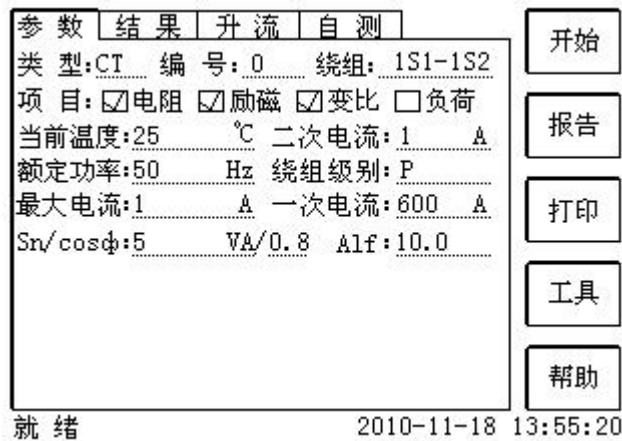 参 数 结 果 升 流 自 测 开始
类 型:CT 编 号:0 绕组: 1S1-1S2
项 目:☑电阻 ☑励磁 ☑变比 ☐负荷
当前温度:25 ℃ 二次电流:1 A 报告
额定功率:50 Hz 绕组级别:P
最大电流:1 A 一次电流:600 A 打印
Sn/cosφ:5 VA/0.8 Alf:10.0
工具
帮助
就 绪 2010-11-18 13:55:20